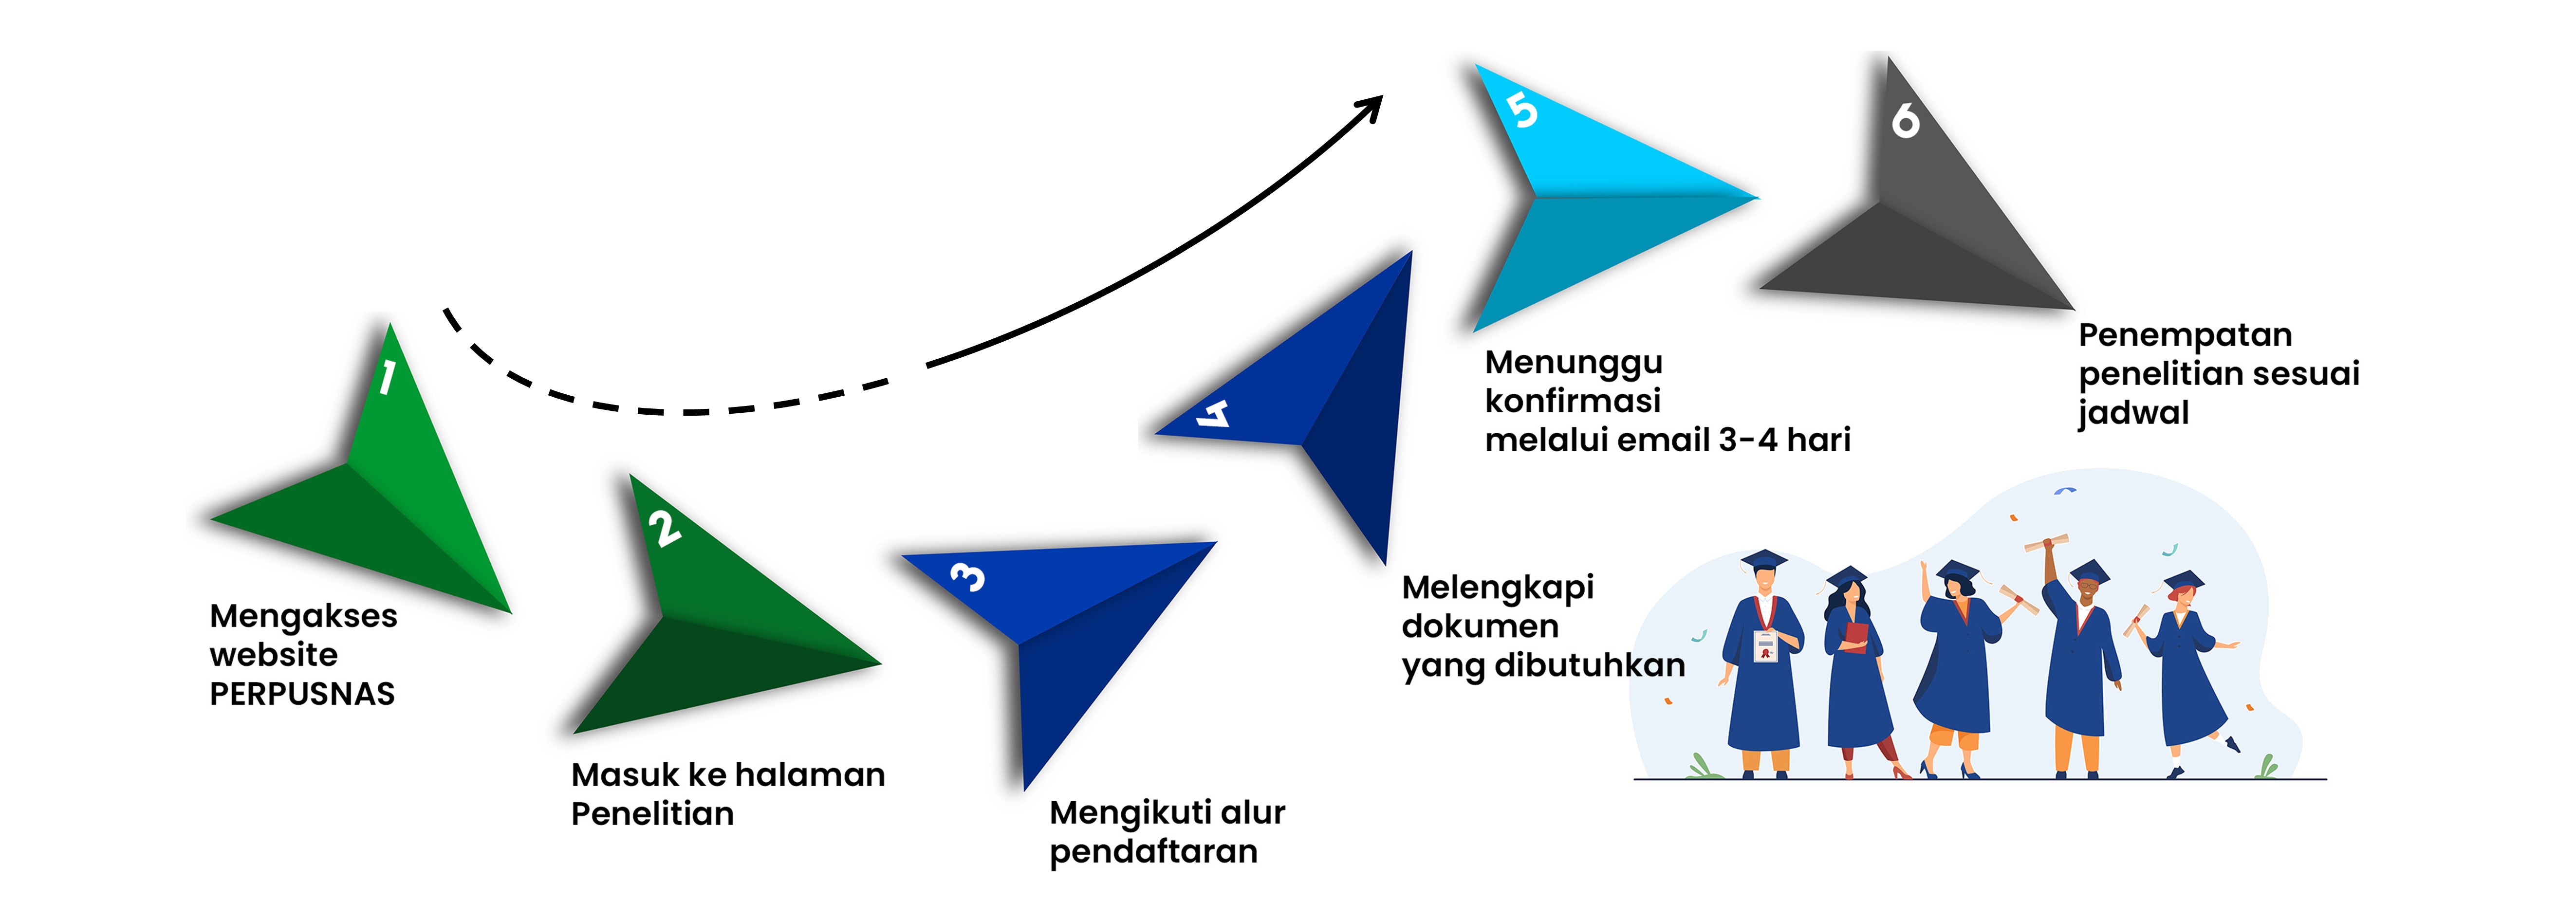 1
Mengakses
website
PERPUSNAS
2
Masuk ke halaman
Penelitian
3
Mengikuti alur
pendaftaran
4
Melengkapi
dokumen
yang dibutuhkan
5
Menunggu
konfirmasi
melalui email 3-4 hari
6
Penempatan
penelitian sesuai
jadwal